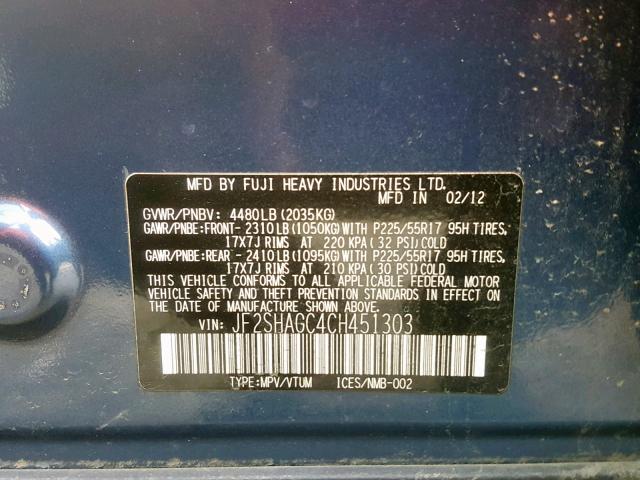 MFD BY FUJI HEAVY INDUSTRIES LTD.
MFD IN 02/12
GVWR/PNBV: 4480LB(2035KG)
GAWR/PNBE:FRONT-2310LB(1050KG)WITH P225/55R17 95H TIRES,
17X7J RIMS AT 220 KPA(32 PSI)COLD
GAWR/PNBE:REAR -2410LB(1095KG)WITH P225/55R17 95H TIRES,
17X7J RIMS AT 210 KPA(30 PSI)COLD
THIS VEHICLE CONFORMS TO ALL APPLICABLE FEDERAL MOTOR
VEHICLE SAFETY AND THEFT PREVENTION STANDARDS IN EFFECT ON
THE DATE OF MANUFACTURE SHOWN ABOVE.
VIN: JF2SHAGC4CH451303
TYPE:MPV/VTUM ICES/NMB-002